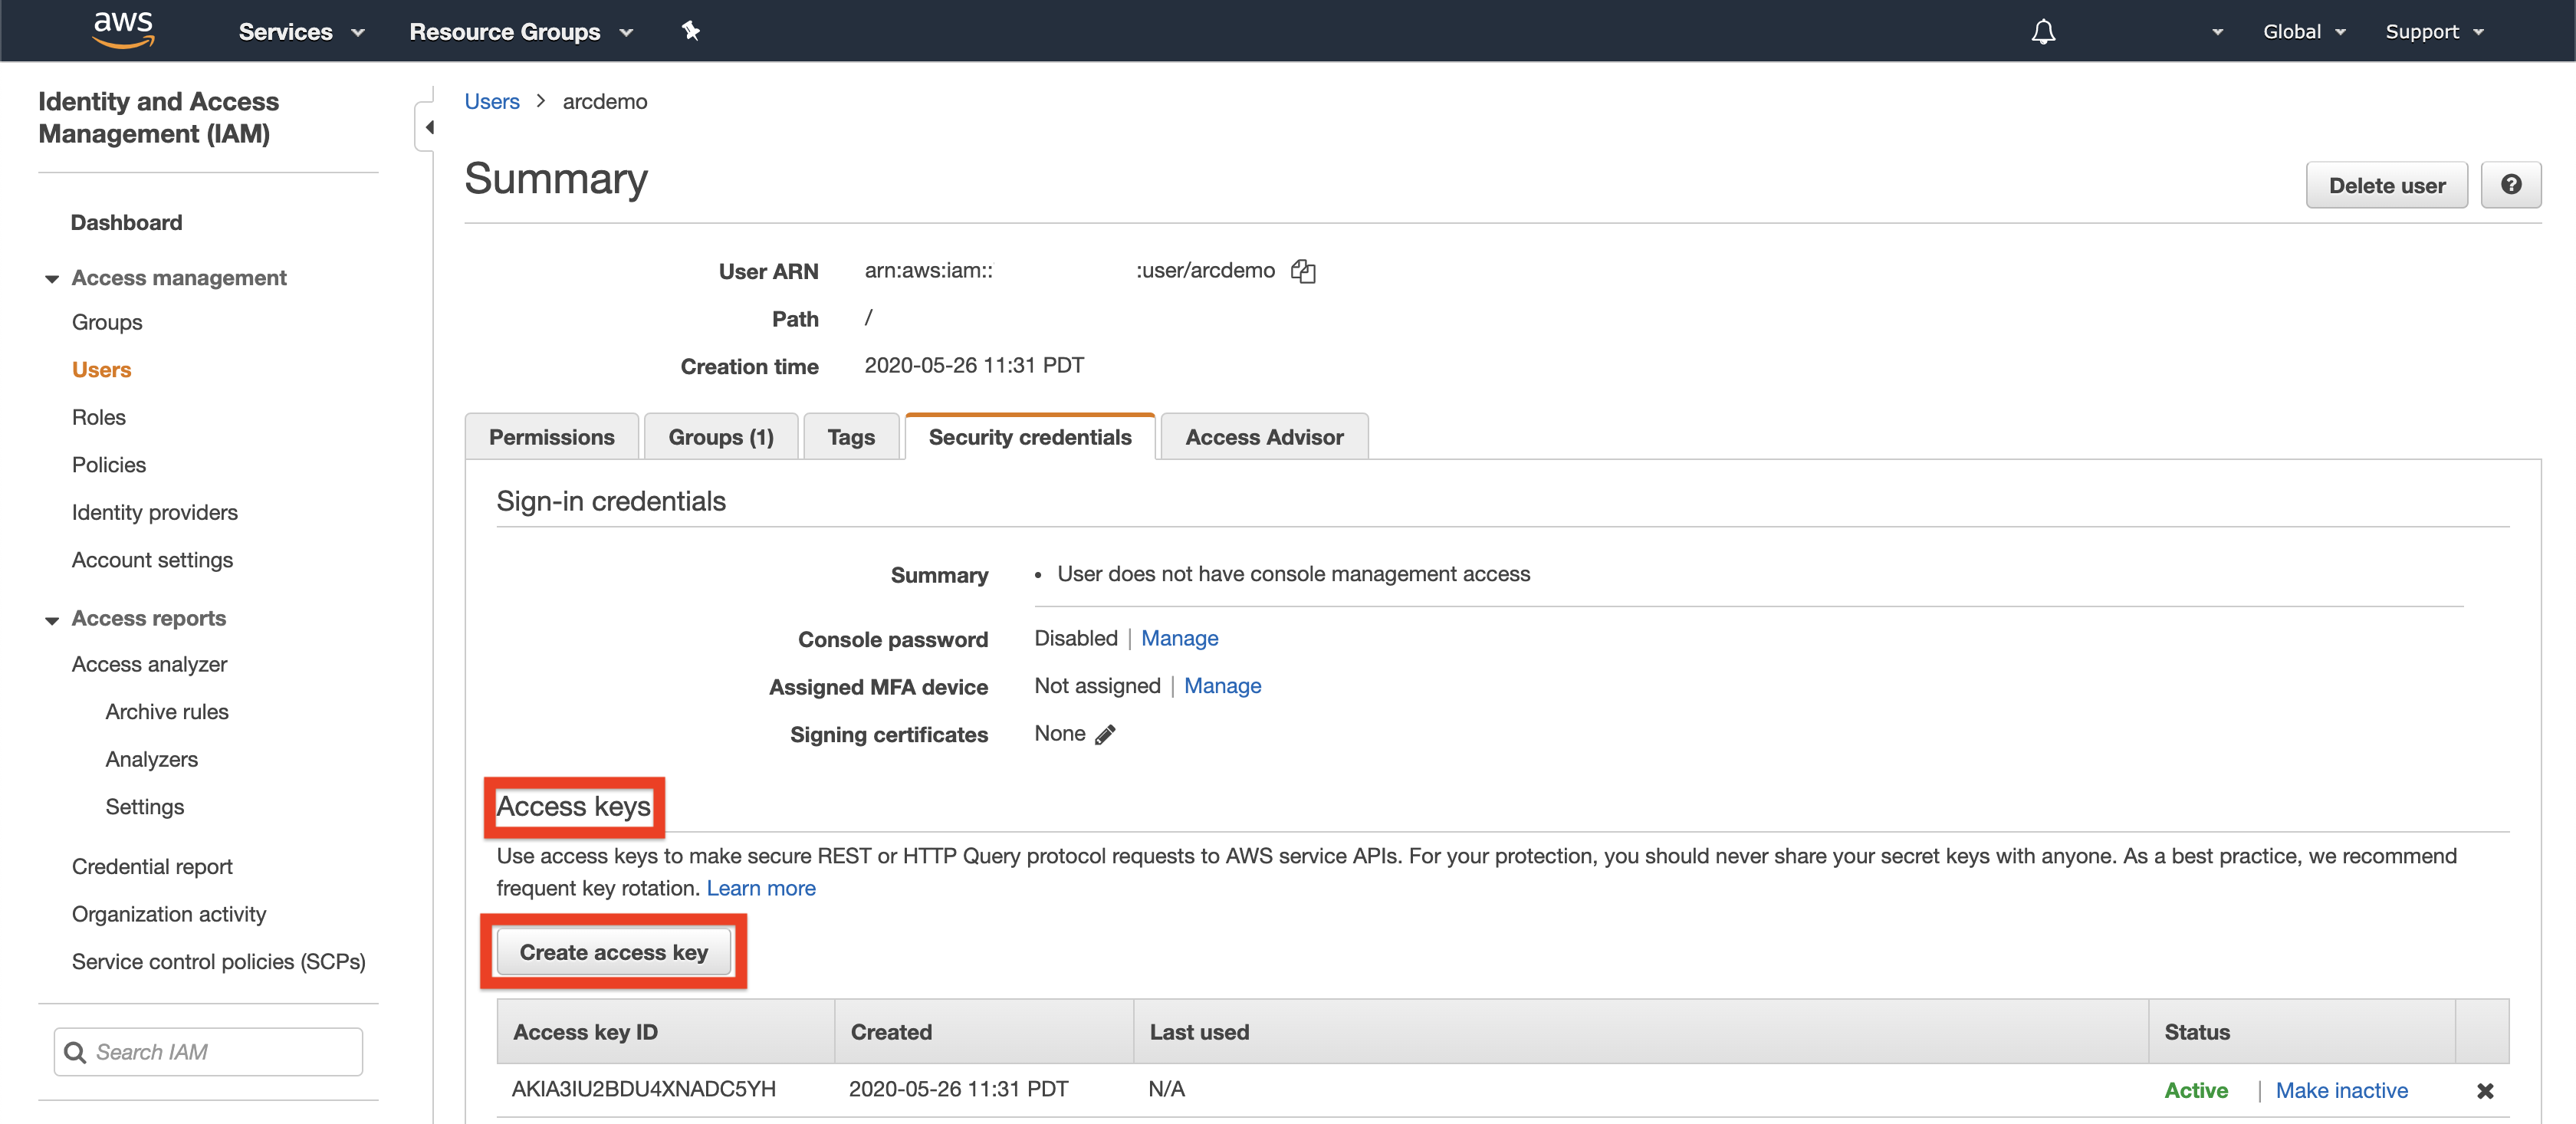 aws Services Resource Groups Global Support
Identity and Access
Management (IAM)
Dashboard
Access management
Groups
Users
Roles
Policies
Identity providers
Account settings
Access reports
Access analyzer
Archive rules
Analyzers
Settings
Credential report
Organization activity
Service control policies (SCPs)
Search IAM
Users > arcdemo
Summary
Delete user ?
User ARN arn:aws:iam:: :user/arcdemo
Path /
Creation time 2020-05-26 11:31 PDT
Permissions Groups (1) Tags Security credentials Access Advisor
Sign-in credentials
Summary • User does not have console management access
Console password Disabled | Manage
Assigned MFA device Not assigned | Manage
Signing certificates None
Access keys
Use access keys to make secure REST or HTTP Query protocol requests to AWS service APIs. For your protection, you should never share your secret keys with anyone. As a best practice, we recommend
frequent key rotation. Learn more
Create access key
Access key ID Created Last used Status
AKIA3IU2BDU4XNADC5YH 2020-05-26 11:31 PDT N/A Active | Make inactive